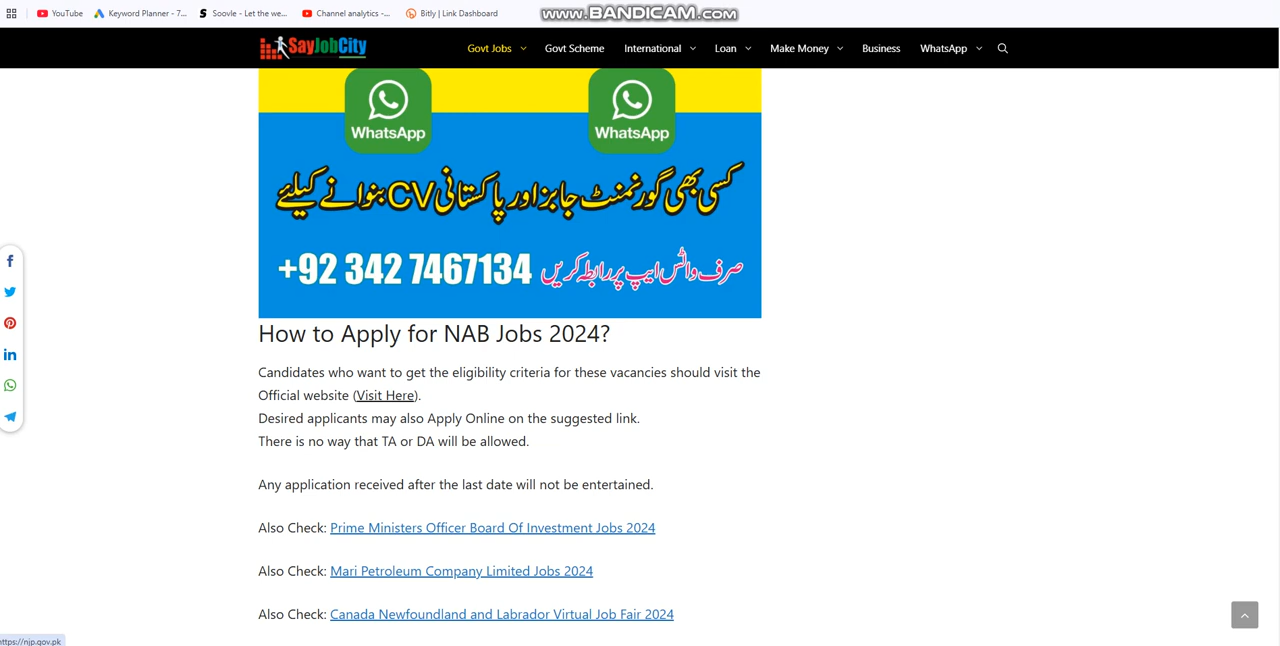 YouTube
Keyword Planner - 7...
Soovle - Let the we...
Channel analytics -...
Bitly | Link Dashboard
WWW.BANDICAM.COM
SayJobCity
Govt Jobs
Govt Scheme
International
Loan
Make Money
Business
WhatsApp
WhatsApp
WhatsApp
کسی بھی گورنمنٹ جابز اور پاکستانی CV بنوانے کیلئے
+92 342 7467134 صرف واٹس ایپ پر رابطہ کریں
How to Apply for NAB Jobs 2024?
Candidates who want to get the eligibility criteria for these vacancies should visit the
Official website (Visit Here).
Desired applicants may also Apply Online on the suggested link.
There is no way that TA or DA will be allowed.
Any application received after the last date will not be entertained.
Also Check: Prime Ministers Officer Board Of Investment Jobs 2024
Also Check: Mari Petroleum Company Limited Jobs 2024
Also Check: Canada Newfoundland and Labrador Virtual Job Fair 2024
https://njp.gov.pk